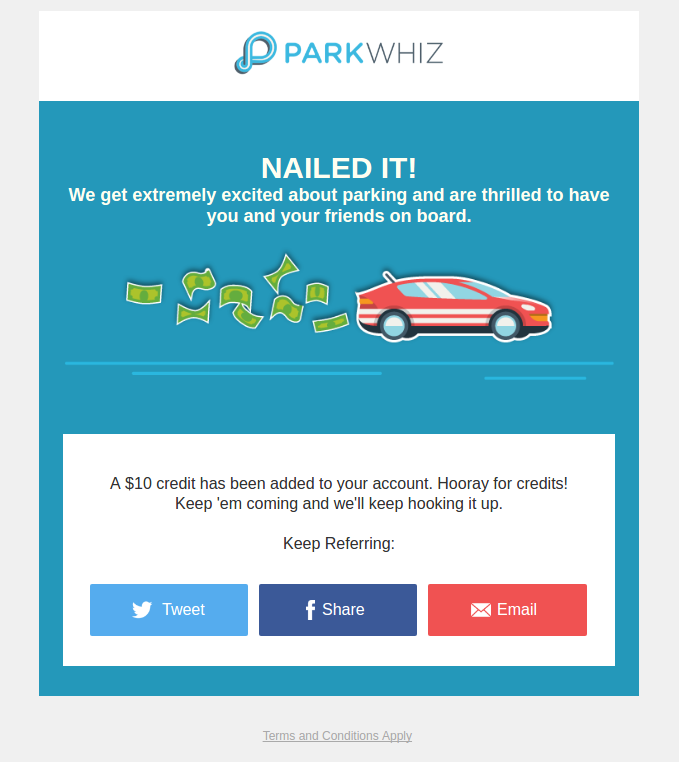 PARKWHIZ
NAILED IT!
We get extremely excited about parking and are thrilled to have
you and your friends on board.
A $10 credit has been added to your account. Hooray for credits!
Keep 'em coming and we'll keep hooking it up.
Keep Referring:
Tweet
Share
Email
Terms and Conditions Apply